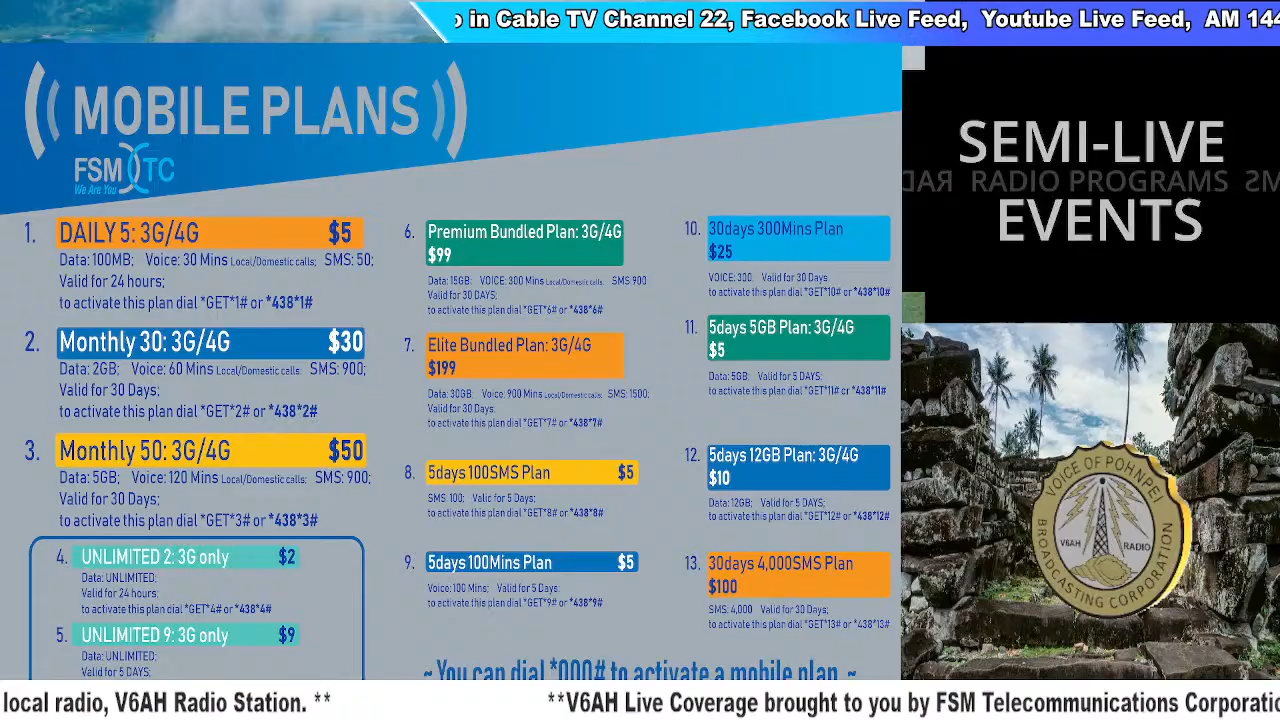 in Cable TV Channel 22, Facebook Live Feed, Youtube Live Feed, AM 144
MOBILE PLANS
FSMTC
We Are You
1. DAILY 5: 3G/4G $5
Data: 100MB; Voice: 30 Mins Local/Domestic calls; SMS: 50;
Valid for 24 hours;
to activate this plan dial *GET*1# or *438*1#
2. Monthly 30: 3G/4G $30
Data: 2GB; Voice: 60 Mins Local/Domestic calls; SMS: 900;
Valid for 30 Days;
to activate this plan dial *GET*2# or *438*2#
3. Monthly 50: 3G/4G $50
Data: 5GB; Voice: 120 Mins Local/Domestic calls; SMS: 900;
Valid for 30 Days;
to activate this plan dial *GET*3# or *438*3#
4. UNLIMITED 2: 3G only $2
Data: UNLIMITED;
Valid for 24 hours;
to activate this plan dial *GET*4# or *438*4#
5. UNLIMITED 9: 3G only $9
Data: UNLIMITED;
Valid for 5 DAYS;
6. Premium Bundled Plan: 3G/4G
$99
Data: 15GB; VOICE: 300 Mins Local/Domestic calls; SMS 900
Valid for 30 DAYS;
to activate this plan dial *GET*6# or *438*6#
7. Elite Bundled Plan: 3G/4G
$199
Data: 30GB; Voice: 900 Mins Local/Domestic calls; SMS: 1500;
Valid for 30 Days;
to activate this plan dial *GET*7# or *438*7#
8. 5days 100SMS Plan $5
SMS 100; Valid for 5 Days;
to activate this plan dial *GET*8# or *438*8#
9. 5days 100Mins Plan $5
Voice: 100 Mins; Valid for 5 Days;
to activate this plan dial *GET*9# or *438*9#
10. 30days 300Mins Plan
$25
VOICE: 300 Valid for 30 Days;
to activate this plan dial *GET*10# or *438*10#
11. 5days 5GB Plan: 3G/4G
$5
Data: 5GB; Valid for 5 DAYS;
to activate this plan dial *GET*11# or *438*11#
12. 5days 12GB Plan: 3G/4G
$10
Data: 12GB; Valid for 5 DAYS;
to activate this plan dial *GET*12# or *438*12#
13. 30days 4,000SMS Plan
$100
SMS: 4,000 Valid for 30 Days;
to activate this plan dial *GET*13# or *438*13#
~ You can dial *000# to activate a mobile plan ~
SEMI-LIVE
RADIO PROGRAMS
EVENTS
VOICE OF POHNPEI
V6AH RADIO
BROADCASTING CORPORATION
local radio, V6AH Radio Station. ** **V6AH Live Coverage brought to you by FSM Telecommunications Corporatio